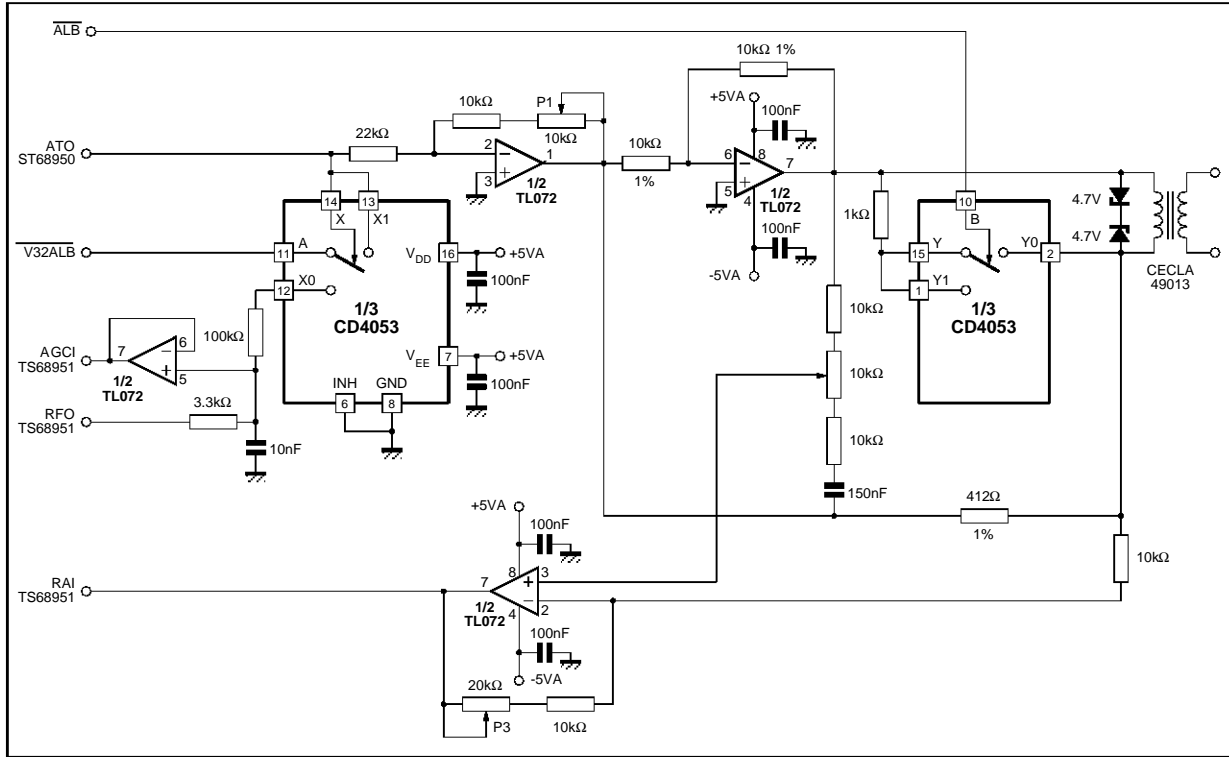 ALB
10kΩ 1%
+5VA
100nF
10kΩ
P1
10kΩ
ATO
ST68950
22kΩ
2
3
1
1/2
TL072
10kΩ
1%
6
5
8
4
7
1/2
TL072
100nF
-5VA
14
13
X
X1
V32ALB
11
A
12
X0
VDD
16
+5VA
100nF
1/3
CD4053
VEE
7
+5VA
100nF
INH
GND
6
8
100kΩ
AGCI
TS68951
7
6
5
1/2
TL072
RFO
TS68951
3.3kΩ
10nF
1kΩ
10
B
15
Y
Y0
2
1
Y1
1/3
CD4053
4.7V
4.7V
CECLA
49013
10kΩ
10kΩ
10kΩ
150nF
412Ω
1%
10kΩ
+5VA
100nF
RAI
TS68951
7
8
3
2
4
1/2
TL072
100nF
-5VA
20kΩ
P3
10kΩ